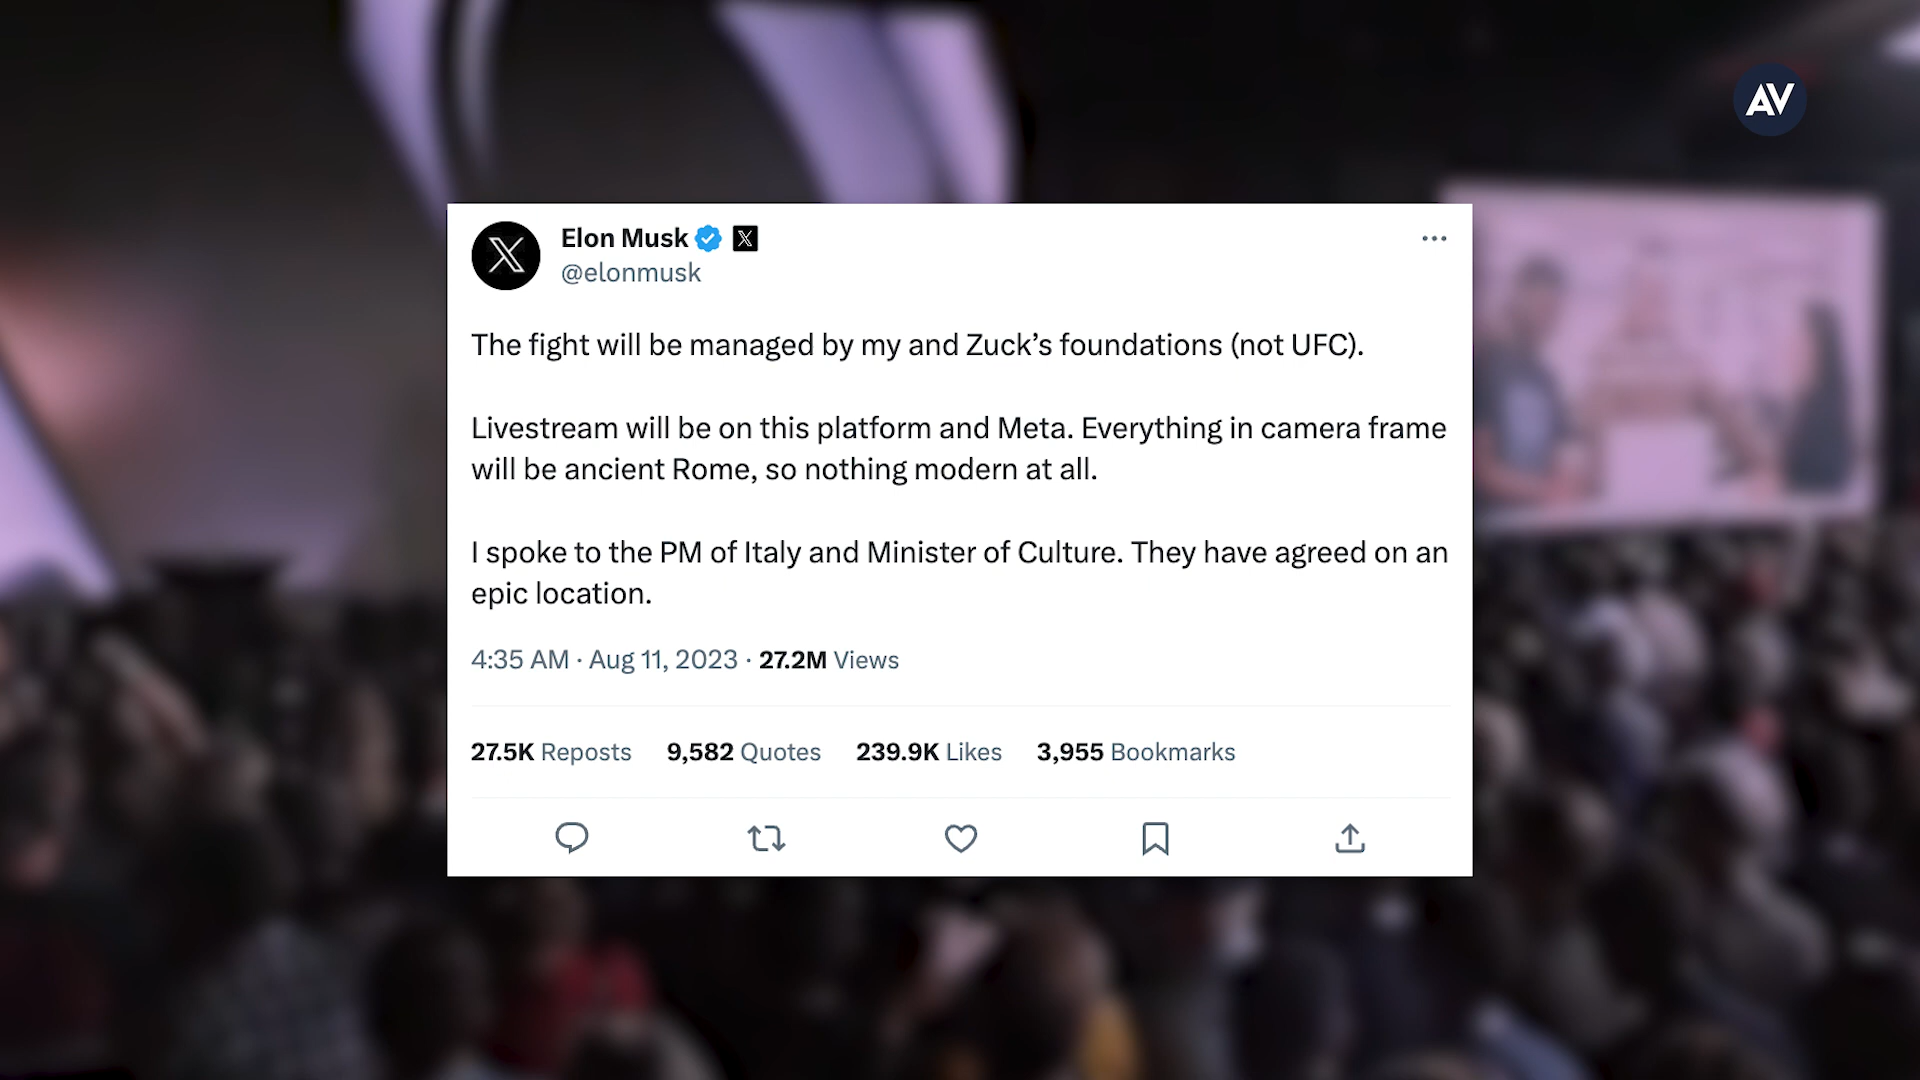 AV
Elon Musk
@elonmusk
The fight will be managed by my and Zuck’s foundations (not UFC).
Livestream will be on this platform and Meta. Everything in camera frame
will be ancient Rome, so nothing modern at all.
I spoke to the PM of Italy and Minister of Culture. They have agreed on an
epic location.
4:35 AM · Aug 11, 2023 · 27.2M Views
27.5K Reposts 9,582 Quotes 239.9K Likes 3,955 Bookmarks